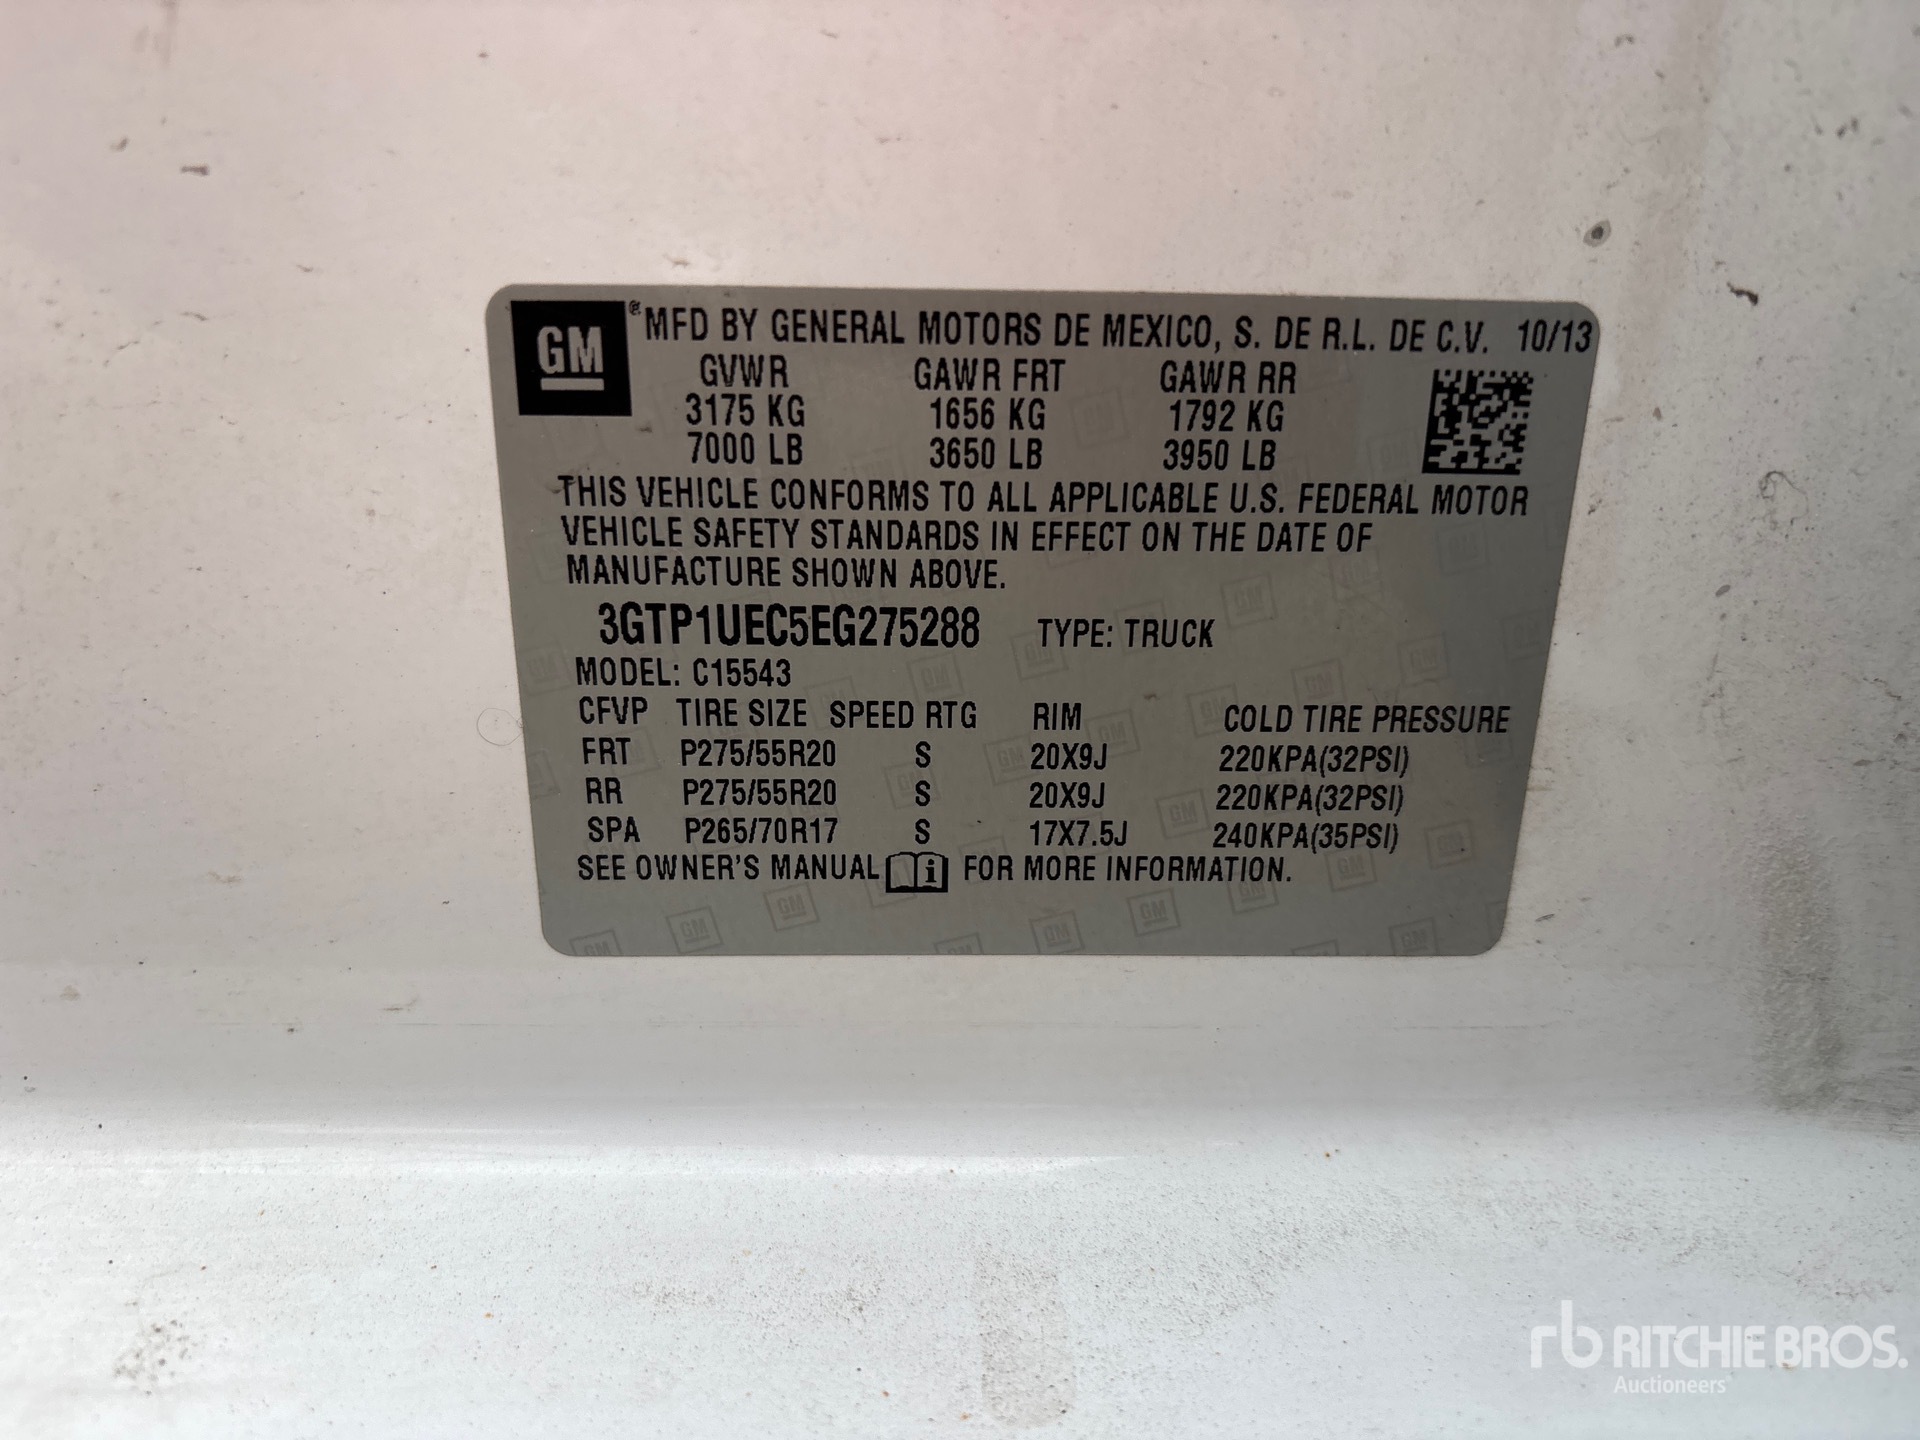 GM ® MFD BY GENERAL MOTORS DE MEXICO, S. DE R.L. DE C.V. 10/13
GVWR GAWR FRT GAWR RR
3175 KG 1656 KG 1792 KG
7000 LB 3650 LB 3950 LB
THIS VEHICLE CONFORMS TO ALL APPLICABLE U.S. FEDERAL MOTOR
VEHICLE SAFETY STANDARDS IN EFFECT ON THE DATE OF
MANUFACTURE SHOWN ABOVE.
3GTP1UEC5EG275288 TYPE: TRUCK
MODEL: C15543
CFVP TIRE SIZE SPEED RTG RIM COLD TIRE PRESSURE
FRT P275/55R20 S 20X9J 220KPA(32PSI)
RR P275/55R20 S 20X9J 220KPA(32PSI)
SPA P265/70R17 S 17X7.5J 240KPA(35PSI)
SEE OWNER'S MANUAL i FOR MORE INFORMATION.
rb RITCHIE BROS.
Auctioneers